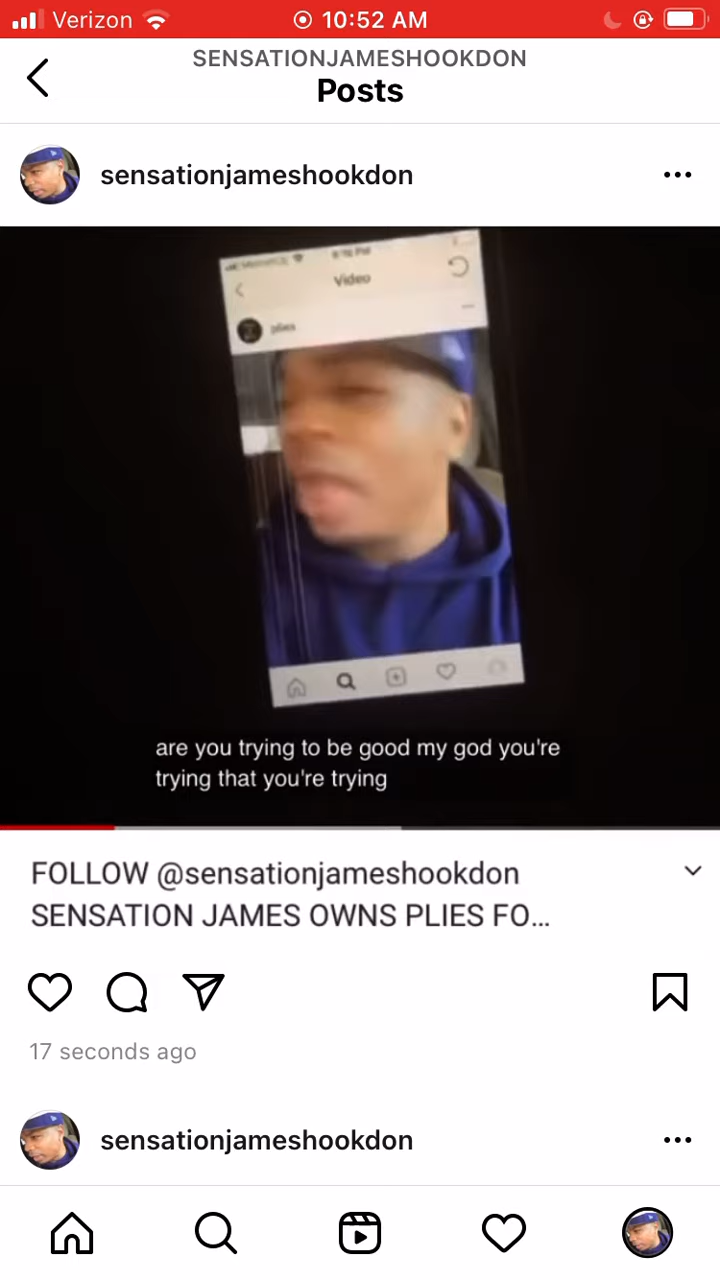 Verizon 10:52 AM
SENSATIONJAMESHOOKDON
Posts
sensationjameshookdon
Video
plies
are you trying to be good my god you're
trying that you're trying
FOLLOW @sensationjameshookdon
SENSATION JAMES OWNS PLIES FO...
17 seconds ago
sensationjameshookdon